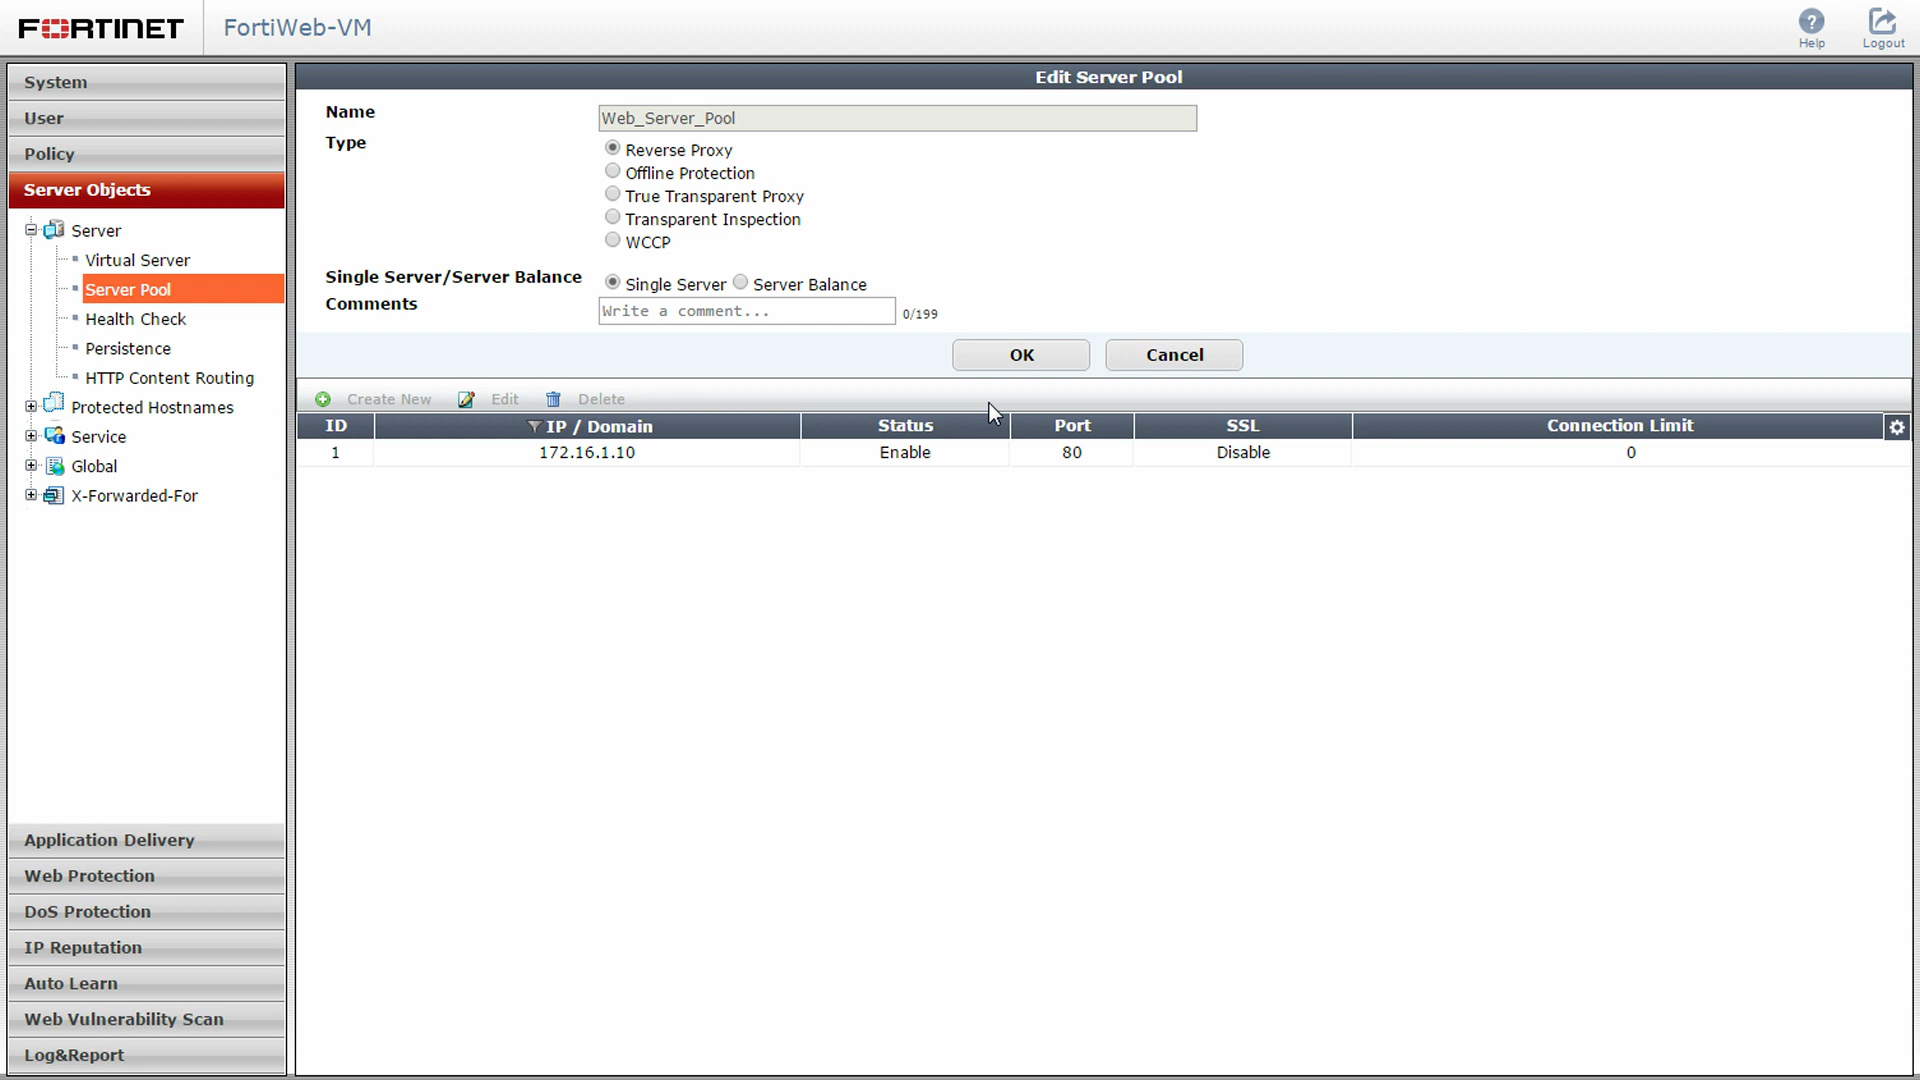 FORTINET FortiWeb-VM Help Logout
System
User
Policy
Server Objects
Server
Virtual Server
Server Pool
Health Check
Persistence
HTTP Content Routing
Protected Hostnames
Service
Global
X-Forwarded-For
Application Delivery
Web Protection
DoS Protection
IP Reputation
Auto Learn
Web Vulnerability Scan
Log&Report
Edit Server Pool
Name Web_Server_Pool
Type Reverse Proxy
Offline Protection
True Transparent Proxy
Transparent Inspection
WCCP
Single Server/Server Balance Single Server Server Balance
Comments Write a comment... 0/199
OK Cancel
Create New Edit Delete
ID IP / Domain Status Port SSL Connection Limit
1 172.16.1.10 Enable 80 Disable 0